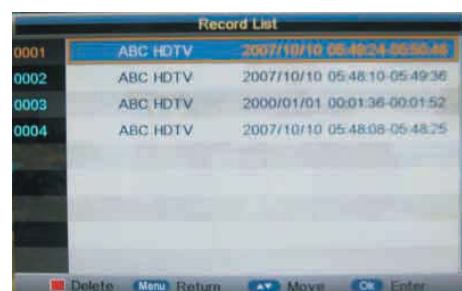 Record List
0001 ABC HDTV 2007/10/10 05:49:24-05:50:46
0002 ABC HDTV 2007/10/10 05:48:10-05:49:36
0003 ABC HDTV 2000/01/01 00:01:36-00:01:52
0004 ABC HDTV 2007/10/10 05:48:08-05:48:25
Delete Menu Return Move OK Enter